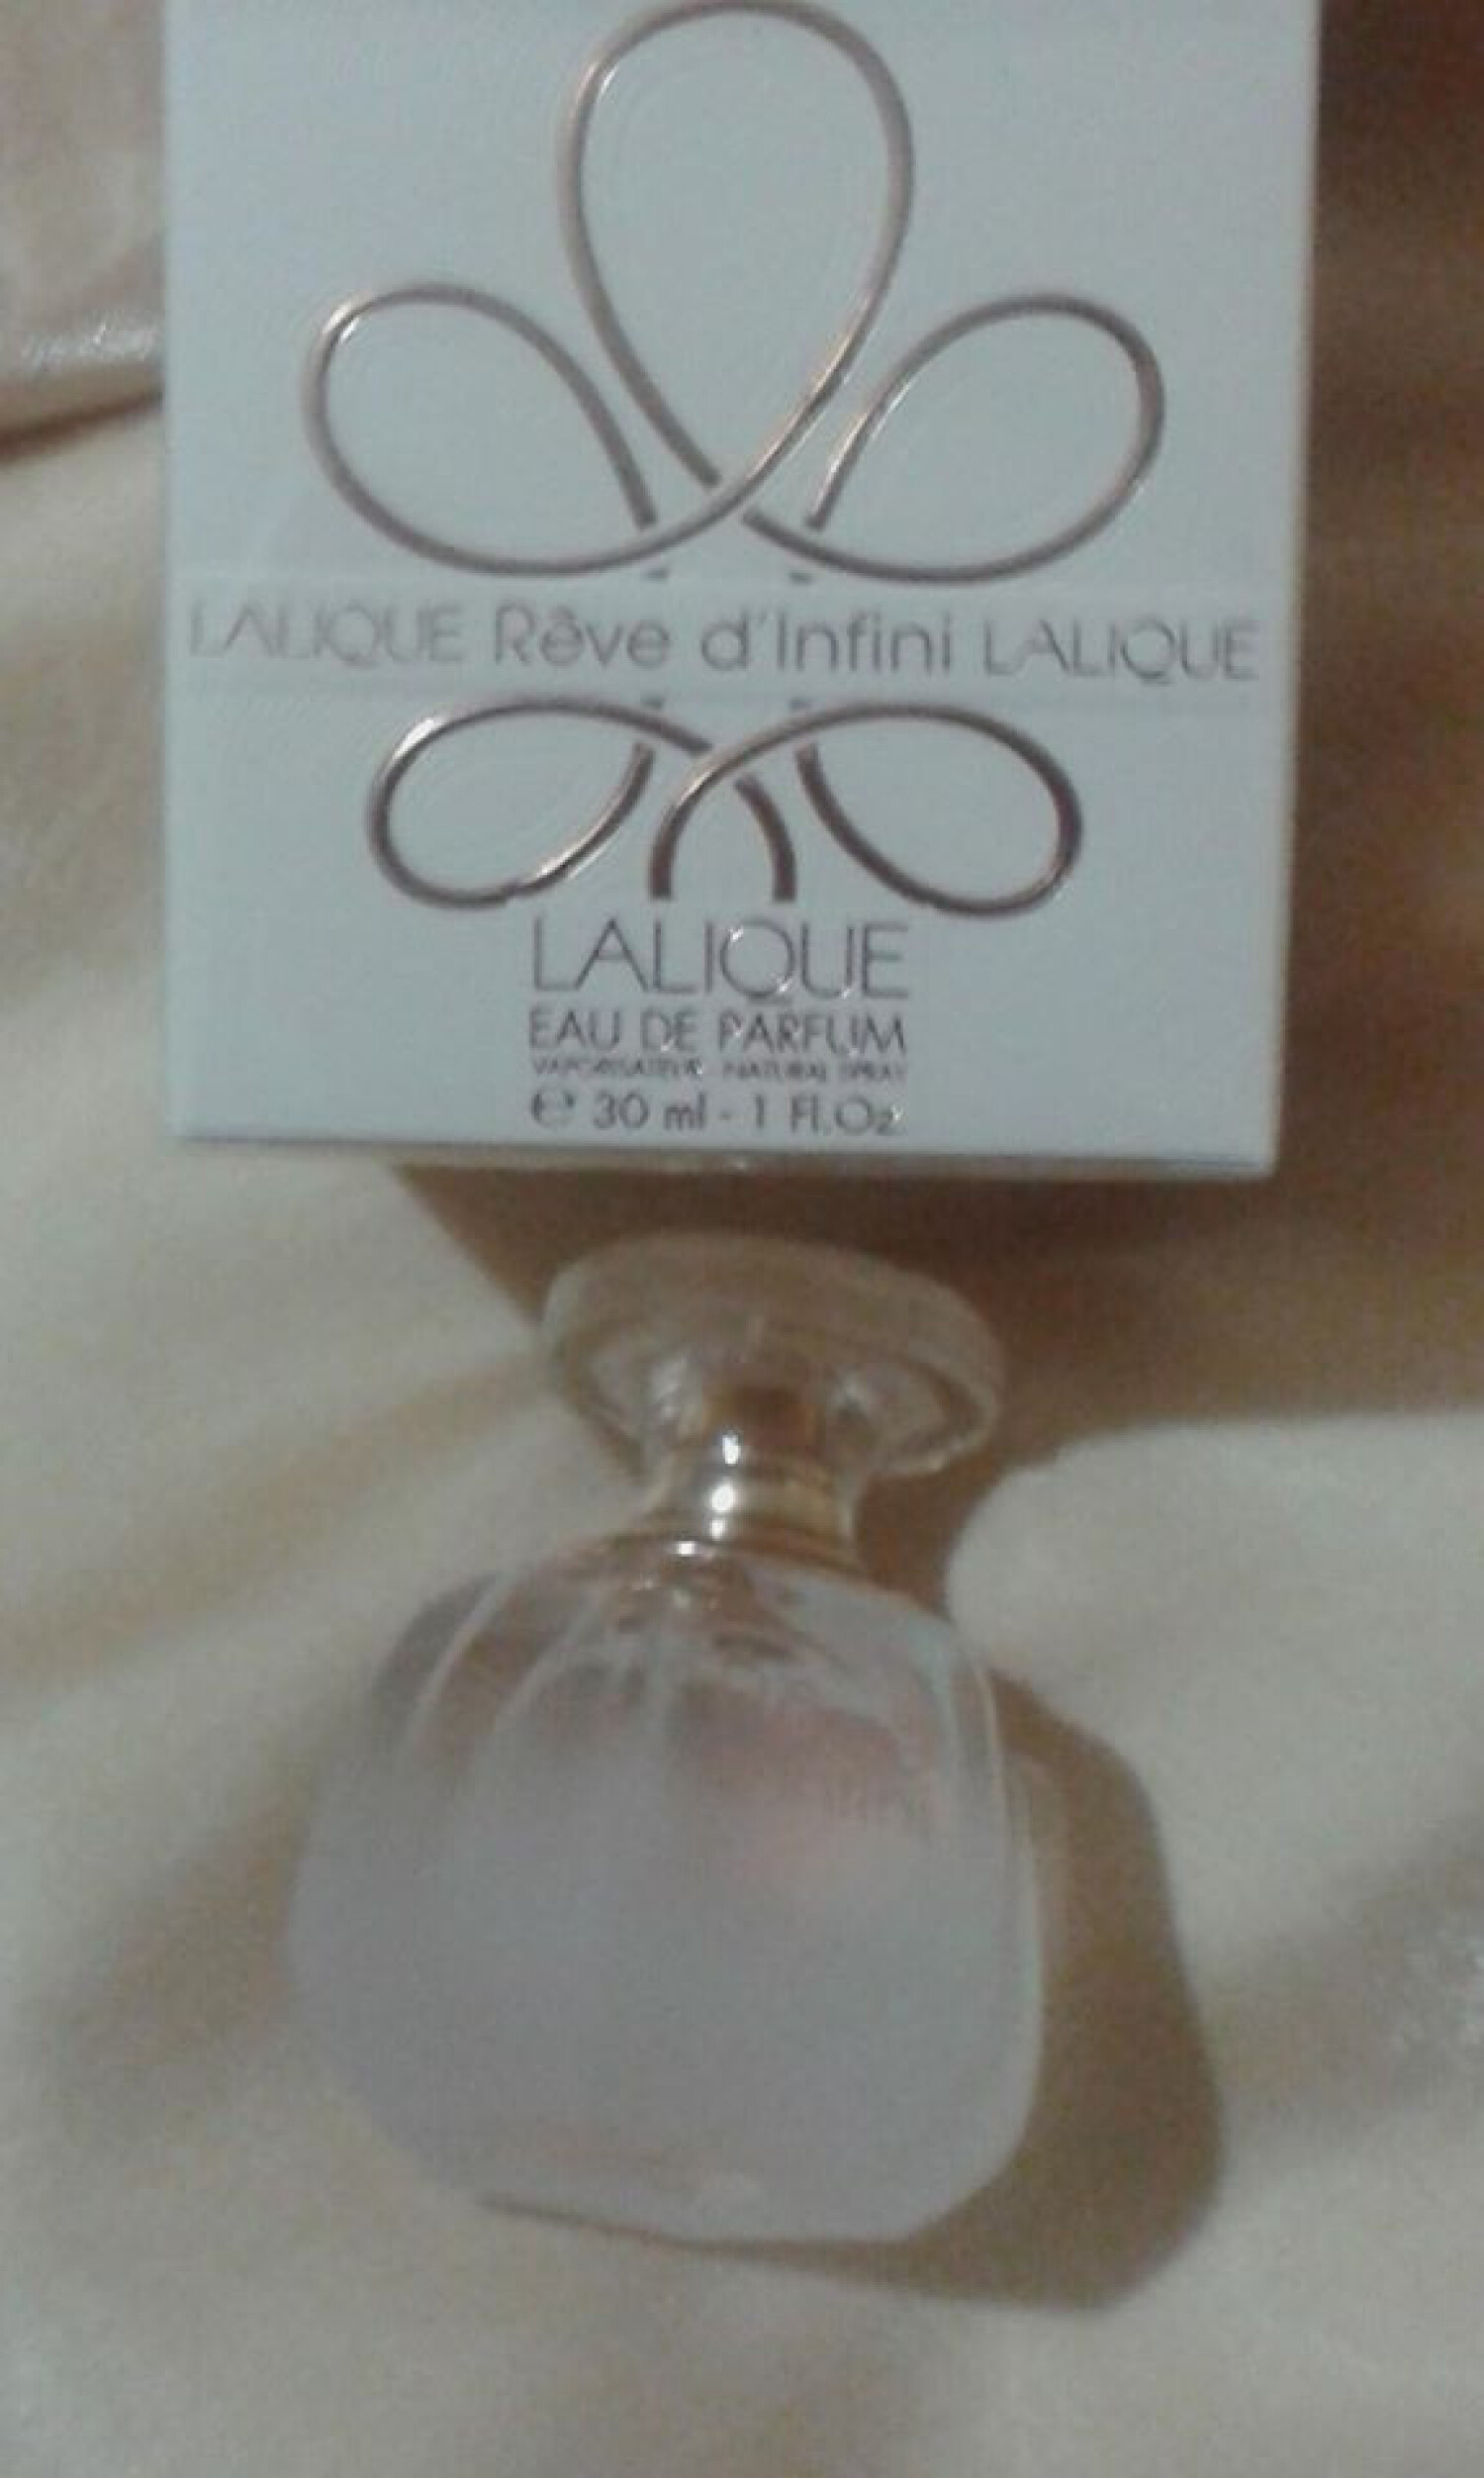 LALIQUE Rêve d'Infini LALIQUE
LALIQUE
EAU DE PARFUM
VAPORISATEUR - NATURAL SPRAY
℮ 30 ml - 1 Fl.Oz.